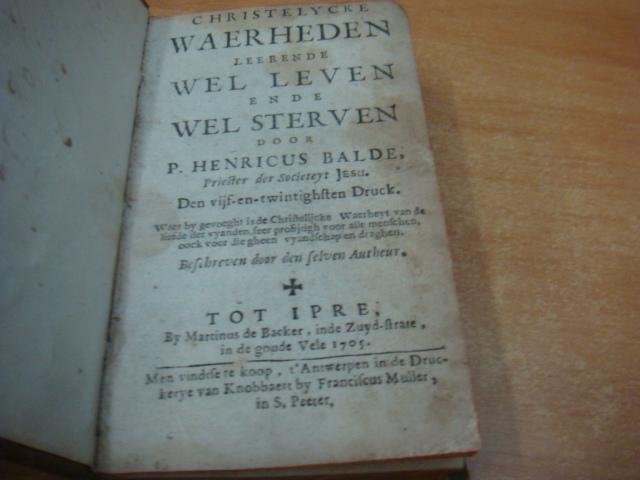 CHRISTELYCKE
WAERHEDEN
LEERENDE
WEL LEVEN
ENDE
WEL STERVEN
DOOR
P. HENRICUS BALDE,
Priester der Societeyt JESU.
Den vijf-en-twintighsten Druck.
Waer by gevoeght is de Christelijcke Waerheyt van de
liefde der vyanden seer profijtigh voor alle menschen,
oock voor die gheen vyandschap en draghen.
Beschreven door den selven Autheur.
TOT IPRE,
By Martinus de Backer, inde Zuyd-strate,
in de goude Vele 1705.
Men vindtse te koop, t'Antwerpen in de Druc-
kerye van Knobbaert by Franciscus Muller,
in S. Peeter.